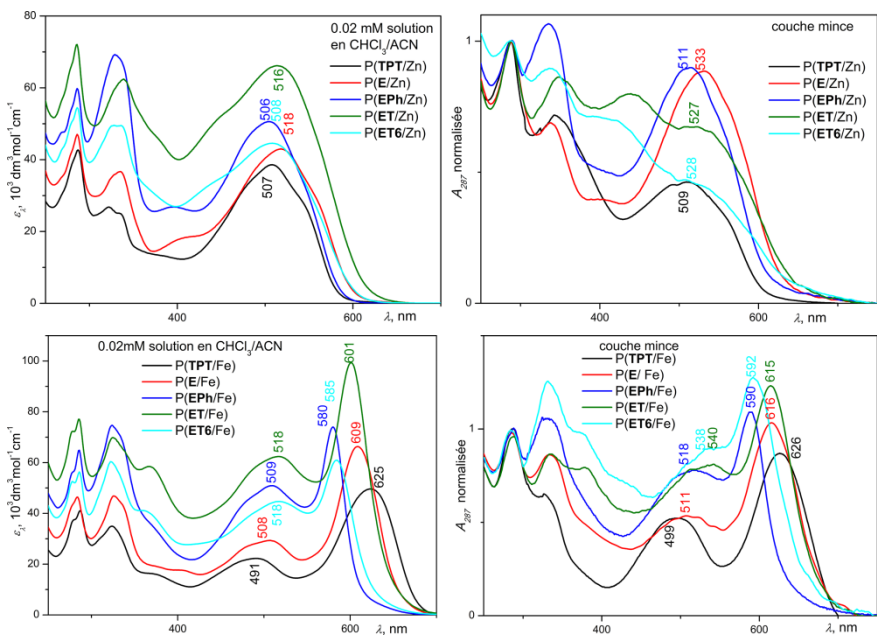 0.02 mM solution
en CHCl3/ACN
P(TPT/Zn)
P(E/Zn)
P(EPh/Zn)
P(ET/Zn)
P(ET6/Zn)
80
60
40
20
0
ελ, 10³ dm³mol⁻¹ cm⁻¹
516
506
508
518
507
400
600
λ, nm
couche mince
P(TPT/Zn)
P(E/Zn)
P(EPh/Zn)
P(ET/Zn)
P(ET6/Zn)
1
0
A287 normalisée
511
533
527
528
509
400
600
λ, nm
0.02mM solution en CHCl3/ACN
P(TPT/Fe)
P(E/Fe)
P(EPh/Fe)
P(ET/Fe)
P(ET6/Fe)
100
80
60
40
20
0
ελ, 10³ dm³mol⁻¹ cm⁻¹
601
585
580
609
625
518
509
518
508
491
400
600
λ, nm
couche mince
P(TPT/Fe)
P(E/ Fe)
P(EPh/Fe)
P(ET/Fe)
P(ET6/Fe)
1
0
A287 normalisée
592
590
615
616
626
538
540
518
511
499
400
600
λ, nm